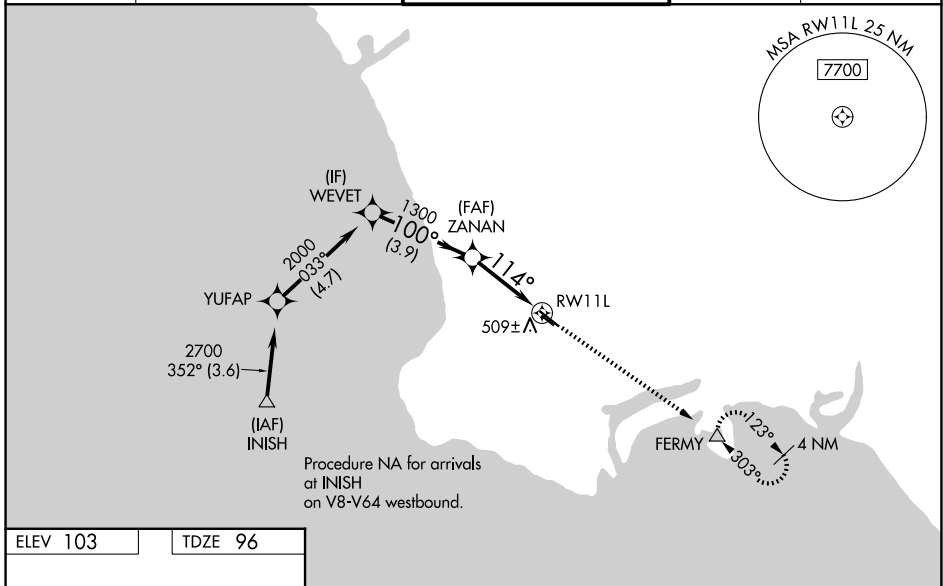 MSA RW11L 25 NM
7700
(IF)
WEVET
1300
100°
(3.9)
(FAF)
ZANAN
2000
033°
(4.7)
114°
YUFAP
RW11L
509±
2700
352° (3.6)
(IAF)
INISH
FERMY
123°
4 NM
303°
Procedure NA for arrivals
at INISH
on V8-V64 westbound.
ELEV 103
TDZE 96